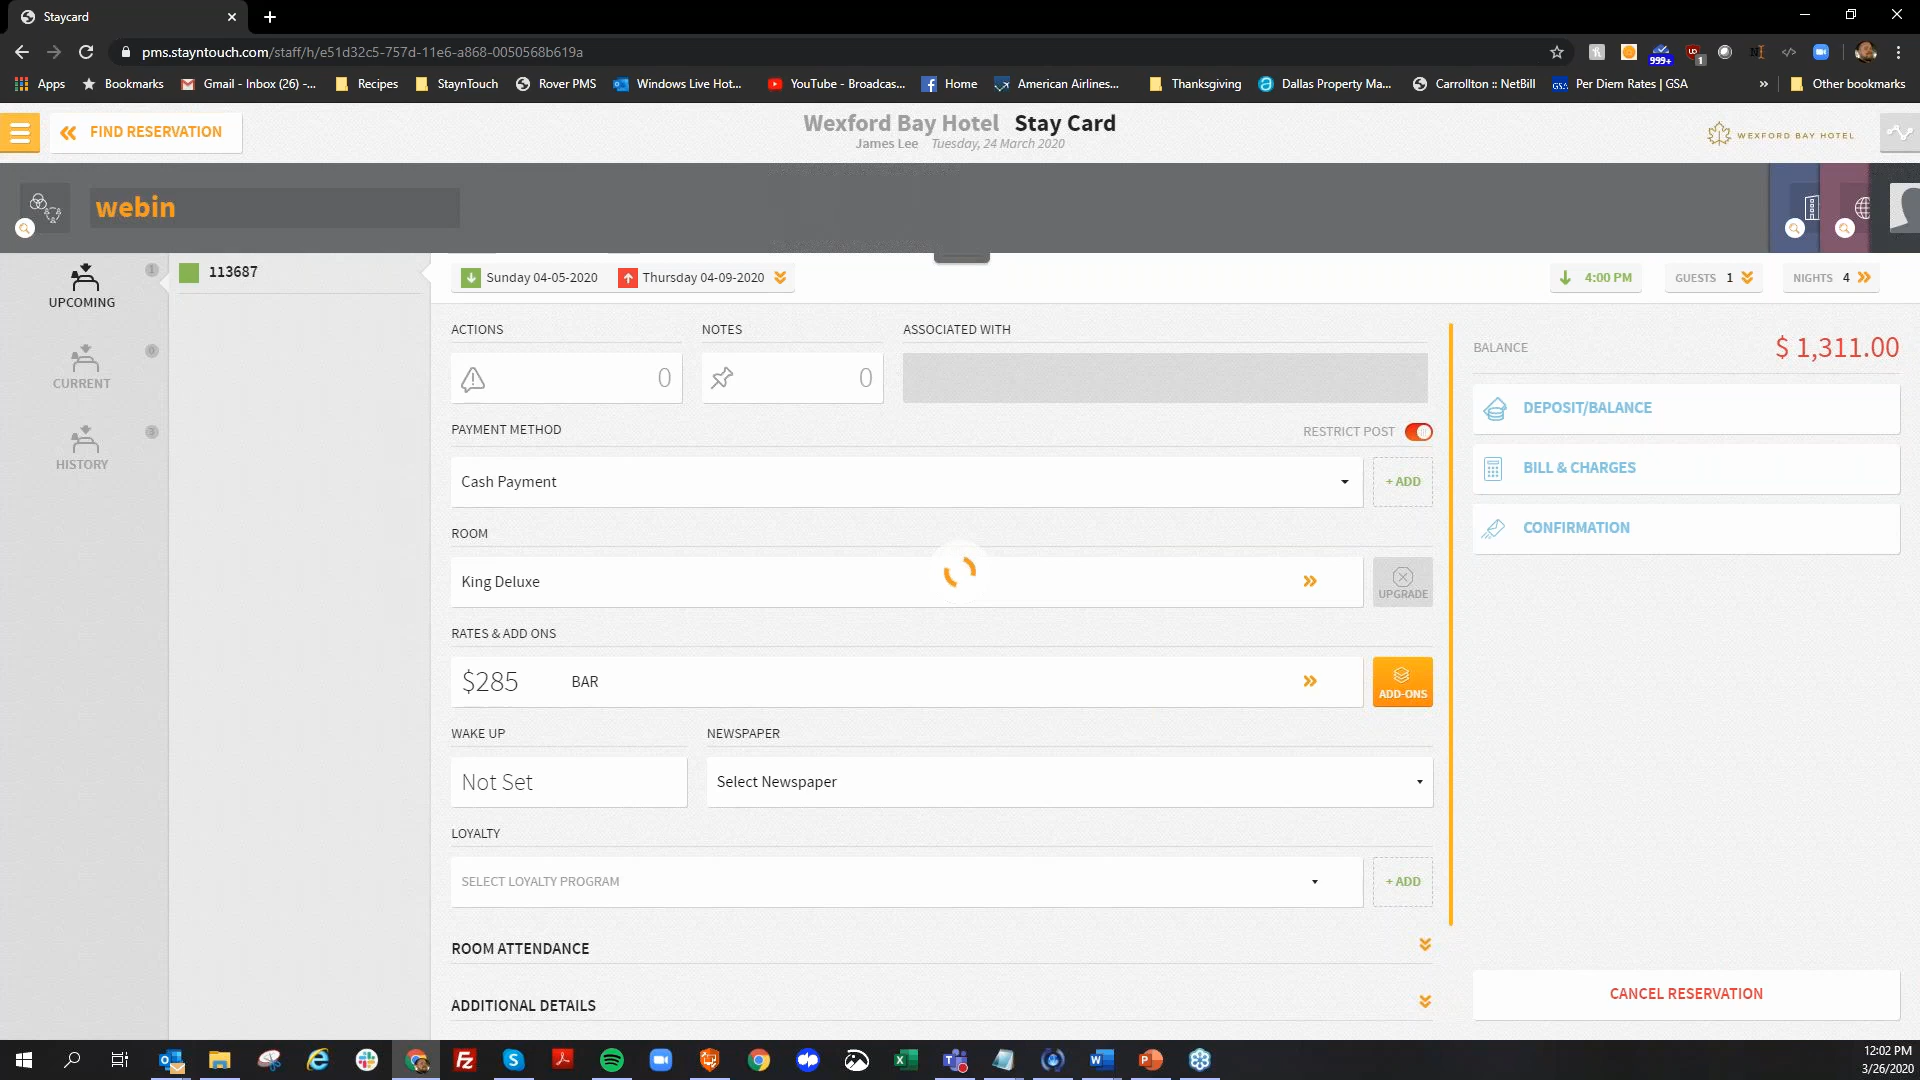 Staycard
pms.stayntouch.com/staff/h/e51d32c5-757d-11e6-a868-0050568b619a
999+
1
Apps Bookmarks Gmail - Inbox (26) -... Recipes StaynTouch Rover PMS Windows Live Hot... YouTube - Broadcas... Home American Airlines... Thanksgiving Dallas Property Ma... Carrollton :: NetBill Per Diem Rates | GSA » Other bookmarks
FIND RESERVATION
Wexford Bay Hotel Stay Card
James Lee Tuesday, 24 March 2020
WEXFORD BAY HOTEL
webin
UPCOMING 1
CURRENT 0
HISTORY 3
113687
Sunday 04-05-2020 Thursday 04-09-2020
4:00 PM GUESTS 1 NIGHTS 4
ACTIONS NOTES ASSOCIATED WITH
0 0
PAYMENT METHOD RESTRICT POST
Cash Payment + ADD
ROOM
King Deluxe UPGRADE
RATES & ADD ONS
$285 BAR ADD-ONS
WAKE UP NEWSPAPER
Not Set Select Newspaper
LOYALTY
SELECT LOYALTY PROGRAM + ADD
ROOM ATTENDANCE
ADDITIONAL DETAILS
BALANCE $ 1,311.00
DEPOSIT/BALANCE
BILL & CHARGES
CONFIRMATION
CANCEL RESERVATION
12:02 PM
3/26/2020